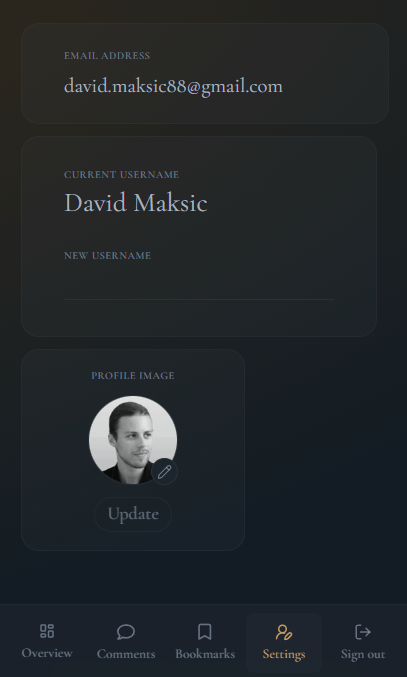 EMAIL ADDRESS
david.maksic88@gmail.com
CURRENT USERNAME
David Maksic
NEW USERNAME
PROFILE IMAGE
Update
Overview
Comments
Bookmarks
Settings
Sign out